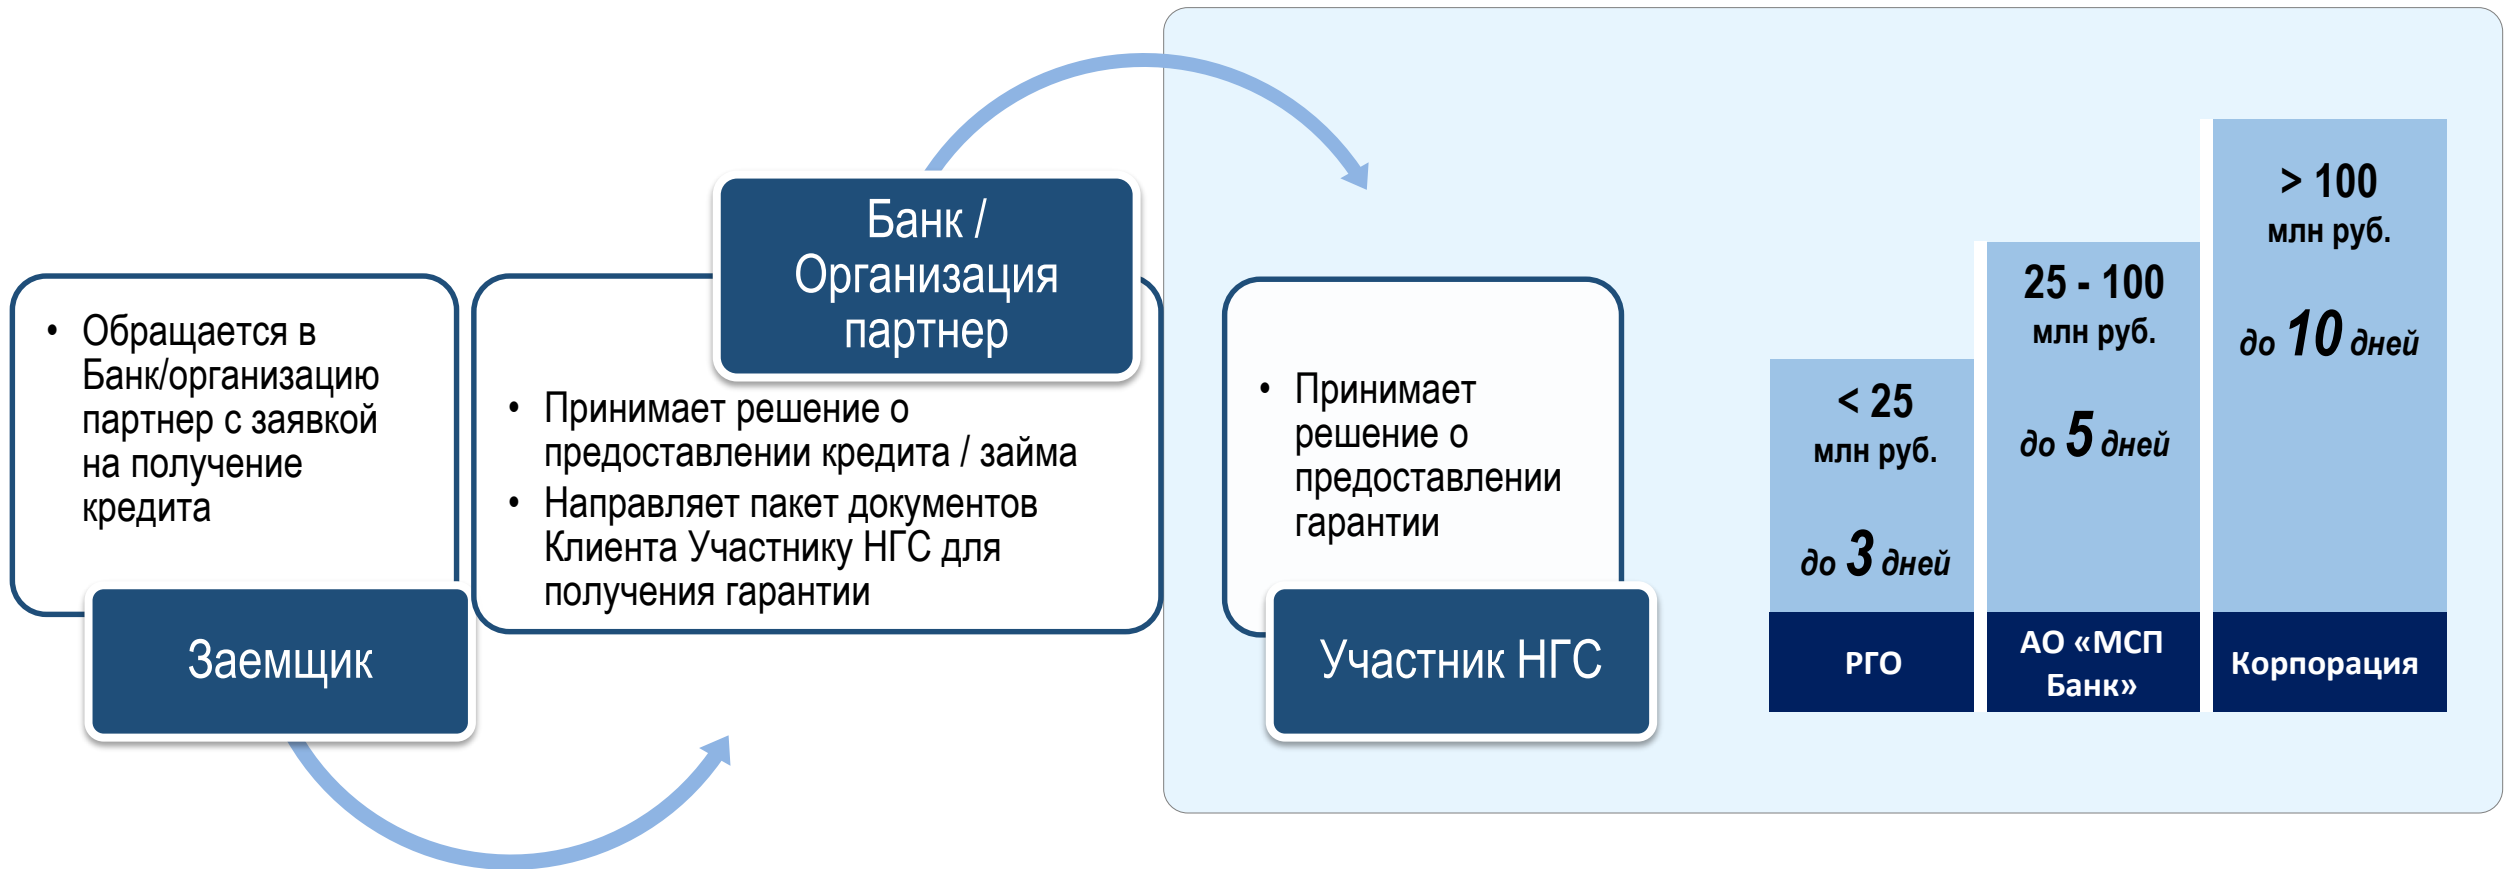 • Обращается в
Банк/организацию
партнер с заявкой
на получение
кредита
Заемщик
Банк /
Организация
партнер
• Принимает решение о
предоставлении кредита / займа
• Направляет пакет документов
Клиента Участнику НГС для
получения гарантии
• Принимает
решение о
предоставлении
гарантии
Участник НГС
< 25
млн руб.
до 3 дней
РГО
25 - 100
млн руб.
до 5 дней
АО «МСП
Банк»
> 100
млн руб.
до 10 дней
Корпорация